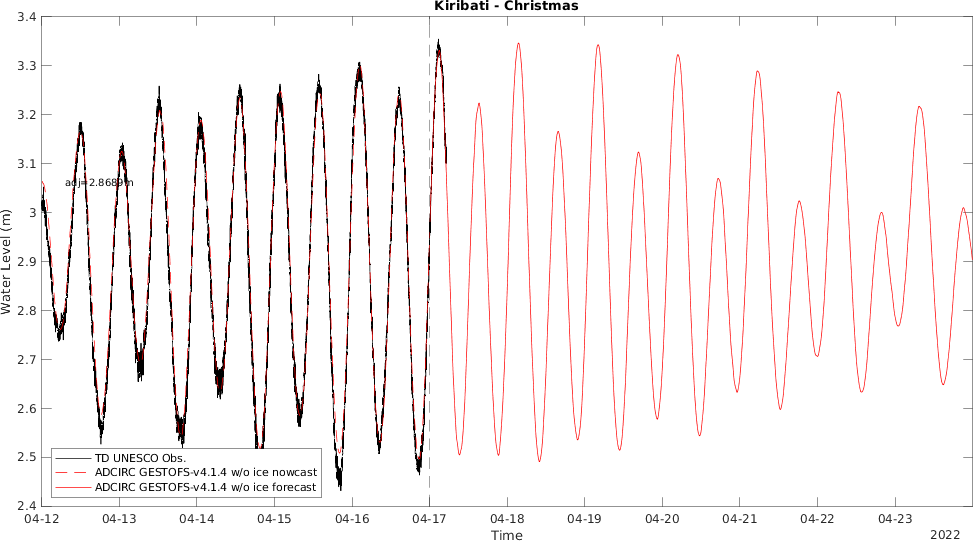 Kiribati - Christmas
3.4
3.3
3.2
3.1
3
2.9
2.8
2.7
2.6
2.5
2.4
Water Level (m)
adj=2.8689m
TD UNESCO Obs.
ADCIRC GESTOFS-v4.1.4 w/o ice nowcast
ADCIRC GESTOFS-v4.1.4 w/o ice forecast
04-12 04-13 04-14 04-15 04-16 04-17 04-18 04-19 04-20 04-21 04-22 04-23
Time
2022